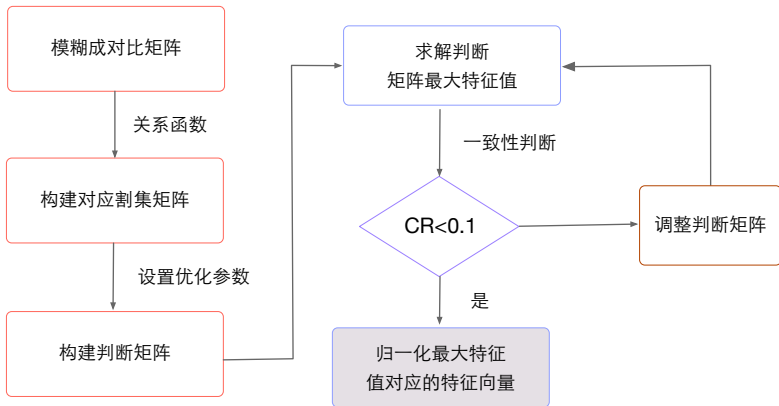 模糊成对比矩阵
关系函数
构建对应割集矩阵
设置优化参数
构建判断矩阵
求解判断
矩阵最大特征值
一致性判断
CR<0.1
调整判断矩阵
是
归一化最大特征
值对应的特征向量